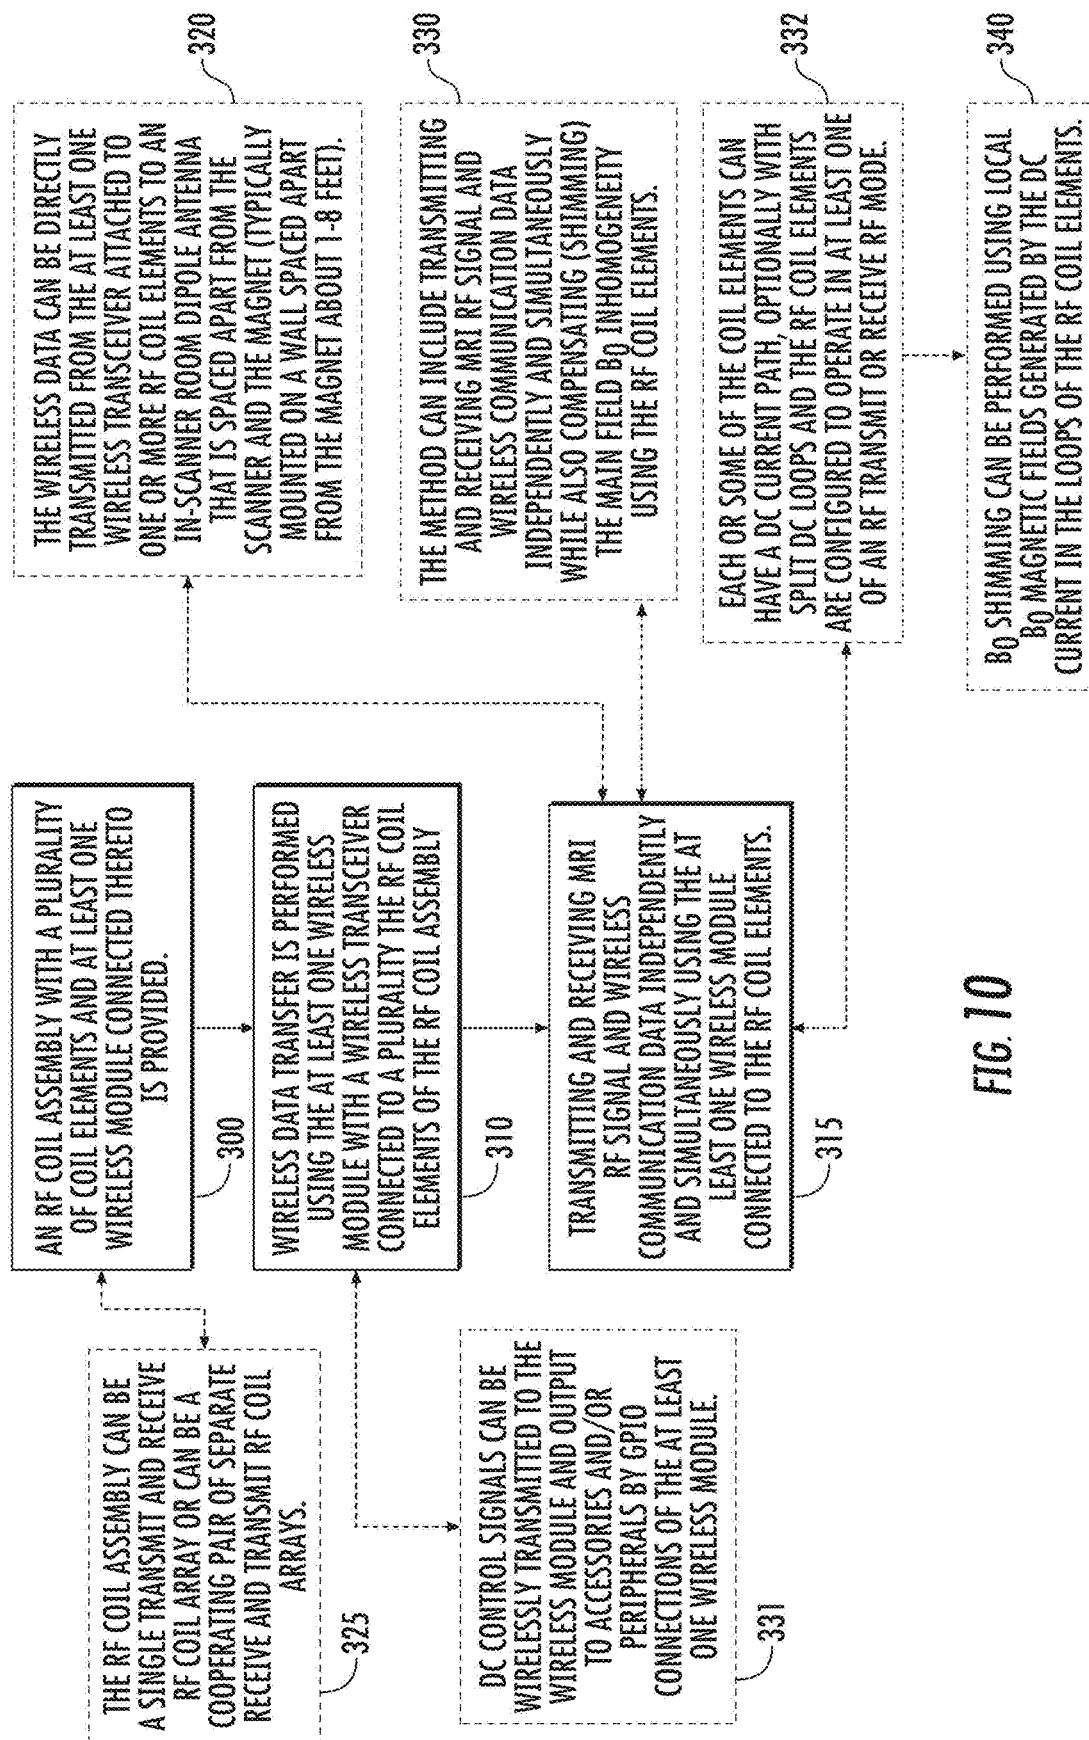 THE RF COIL ASSEMBLY CAN BE
A SINGLE TRANSMIT AND RECEIVE
RF COIL ARRAY OR CAN BE A
COOPERATING PAIR OF SEPARATE
RECEIVE AND TRANSMIT RF COIL
ARRAYS.
325
DC CONTROL SIGNALS CAN BE
WIRELESSLY TRANSMITTED TO THE
WIRELESS MODULE AND OUTPUT
TO ACCESSORIES AND/OR
PERIPHERALS BY GPIO
CONNECTIONS OF THE AT LEAST
ONE WIRELESS MODULE.
331
AN RF COIL ASSEMBLY WITH A PLURALITY
OF COIL ELEMENTS AND AT LEAST ONE
WIRELESS MODULE CONNECTED THERETO
IS PROVIDED.
300
WIRELESS DATA TRANSFER IS PERFORMED
USING THE AT LEAST ONE WIRELESS
MODULE WITH A WIRELESS TRANSCEIVER
CONNECTED TO A PLURALITY THE RF COIL
ELEMENTS OF THE RF COIL ASSEMBLY
310
TRANSMITTING AND RECEIVING MRI
RF SIGNAL AND WIRELESS
COMMUNICATION DATA INDEPENDENTLY
AND SIMULTANEOUSLY USING THE AT
LEAST ONE WIRELESS MODULE
CONNECTED TO THE RF COIL ELEMENTS.
315
THE WIRELESS DATA CAN BE DIRECTLY
TRANSMITTED FROM THE AT LEAST ONE
WIRELESS TRANSCEIVER ATTACHED TO
ONE OR MORE RF COIL ELEMENTS TO AN
IN-SCANNER ROOM DIPOLE ANTENNA
THAT IS SPACED APART FROM THE
SCANNER AND THE MAGNET (TYPICALLY
MOUNTED ON A WALL SPACED APART
FROM THE MAGNET ABOUT 1-8 FEET).
320
THE METHOD CAN INCLUDE TRANSMITTING
AND RECEIVING MRI RF SIGNAL AND
WIRELESS COMMUNICATION DATA
INDEPENDENTLY AND SIMULTANEOUSLY
WHILE ALSO COMPENSATING (SHIMMING)
THE MAIN FIELD B0 INHOMOGENEITY
USING THE RF COIL ELEMENTS.
330
EACH OR SOME OF THE COIL ELEMENTS CAN
HAVE A DC CURRENT PATH, OPTIONALLY WITH
SPLIT DC LOOPS AND THE RF COIL ELEMENTS
ARE CONFIGURED TO OPERATE IN AT LEAST ONE
OF AN RF TRANSMIT OR RECEIVE RF MODE.
332
B0 SHIMMING CAN BE PERFORMED USING LOCAL
B0 MAGNETIC FIELDS GENERATED BY THE DC
CURRENT IN THE LOOPS OF THE RF COIL ELEMENTS.
340
FIG. 10